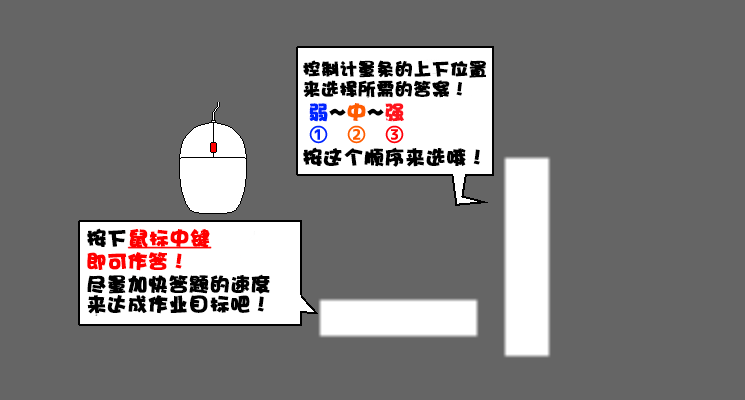 控制计量条的上下位置
来选择所需的答案！
弱～中～强
① ② ③
按这个顺序来选哦！
按下鼠标中键
即可作答！
尽量加快答题的速度
来达成作业目标吧！